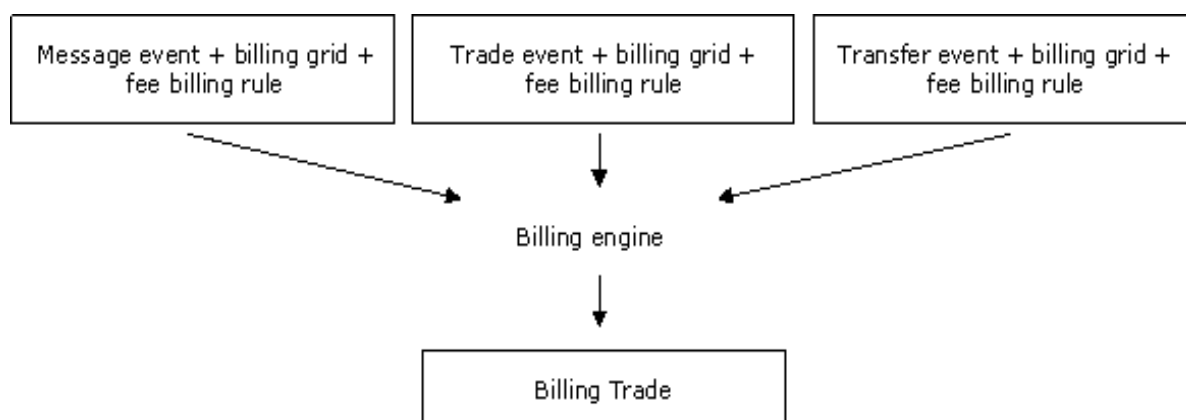 Message event + billing grid +
fee billing rule
Trade event + billing grid +
fee billing rule
Transfer event + billing grid +
fee billing rule
Billing engine
Billing Trade